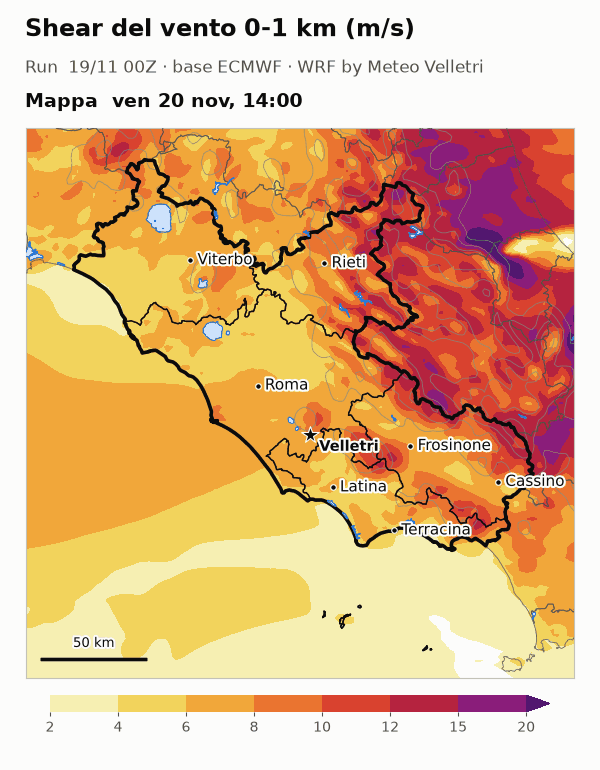 Shear del vento 0-1 km (m/s)
Run  19/11 00Z · base ECMWF · WRF by Meteo Velletri
Mappa  ven 20 nov, 14:00
Viterbo
Rieti
Roma
Velletri
Frosinone
Latina
Cassino
Terracina
50 km
2 4 6 8 10 12 15 20